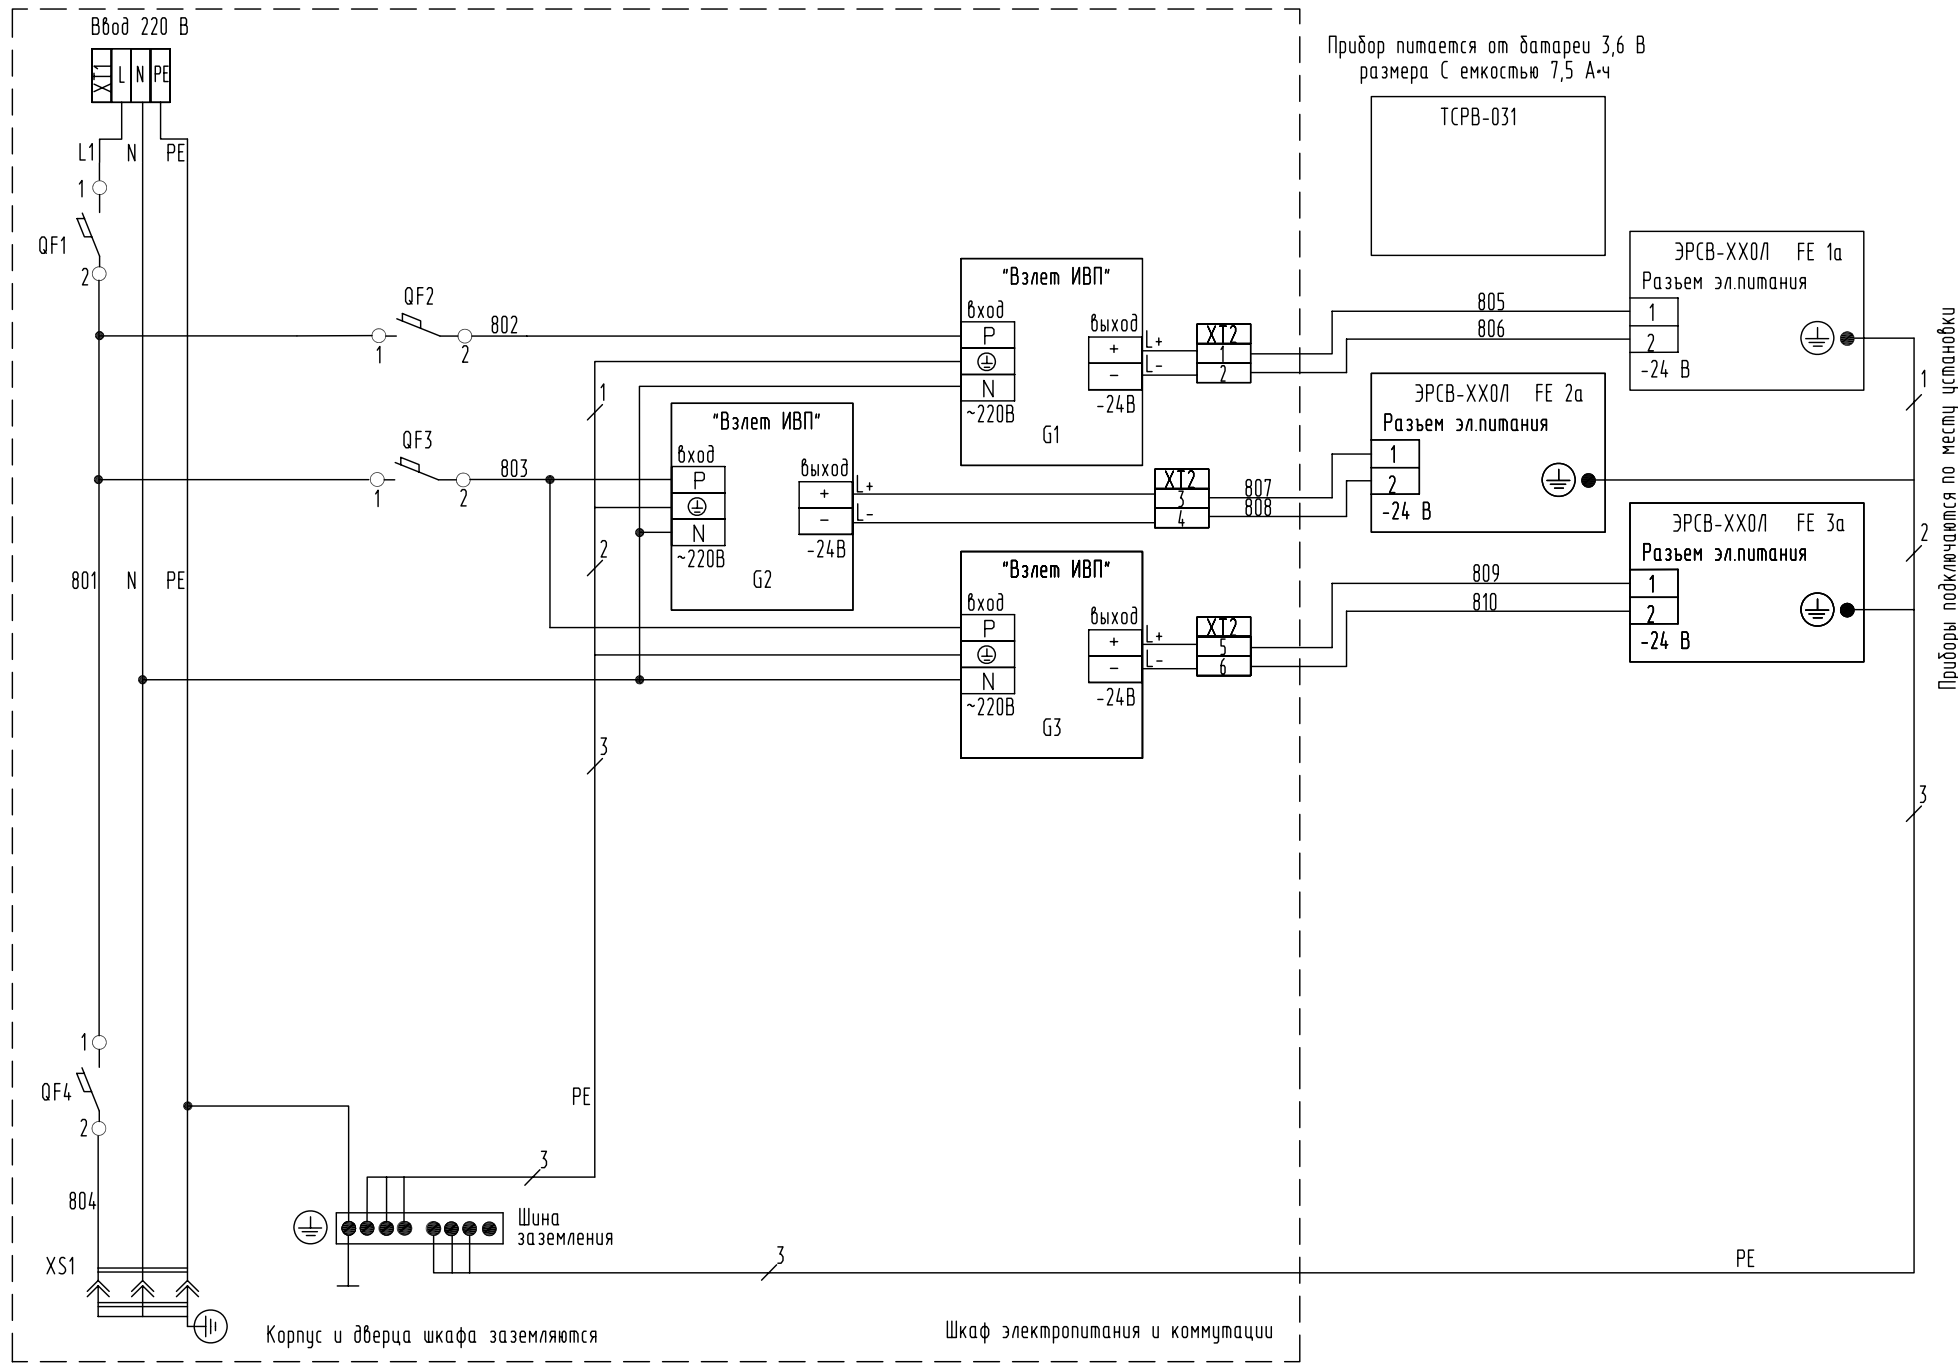 Ввод 220 В
XT1 L N PE
L1 N PE
1
QF1
2
QF2
1 2
802
QF3
1 2
803
801 N PE
"Взлет ИВП"
вход
P
N
~220В
выход
+
-
-24В
G1
L+
L-
XT2
1
2
"Взлет ИВП"
вход
P
N
~220В
выход
+
-
-24В
G2
L+
L-
XT2
3
4
"Взлет ИВП"
вход
P
N
~220В
выход
+
-
-24В
G3
L+
L-
XT2
5
6
1
2
3
PE
3
Прибор питается от батареи 3,6 В
размера С емкостью 7,5 А•ч
ТСРВ-031
805
806
ЭРСВ-ХХ0Л FE 1а
Разъем эл.питания
1
2
-24 В
807
808
ЭРСВ-ХХ0Л FE 2а
Разъем эл.питания
1
2
-24 В
809
810
ЭРСВ-ХХ0Л FE 3а
Разъем эл.питания
1
2
-24 В
1
2
3
Приборы подключаются по месту установки
1
QF4
2
804
XS1
Шина
заземления
3
PE
Корпус и дверца шкафа заземляются
Шкаф электропитания и коммутации